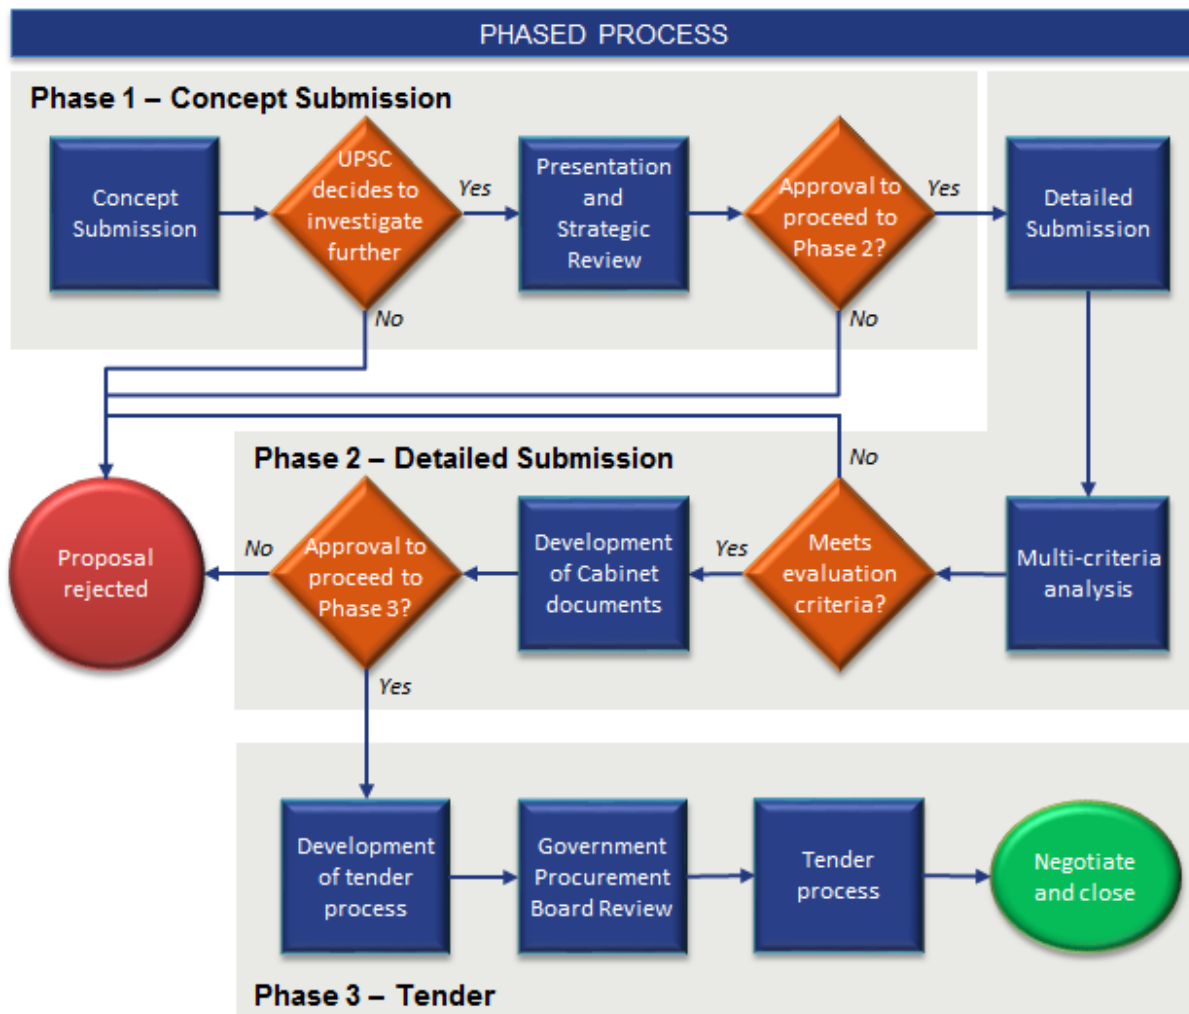 PHASED PROCESS
Phase 1 – Concept Submission
Concept
Submission
UPSC
decides to
investigate
further
Yes
No
Presentation
and
Strategic
Review
Approval to
proceed to
Phase 2?
Yes
No
Detailed
Submission
Phase 2 – Detailed Submission
Multi-criteria
analysis
Meets
evaluation
criteria?
No
Yes
Development
of Cabinet
documents
Approval to
proceed to
Phase 3?
No
Yes
Proposal
rejected
Development
of tender
process
Government
Procurement
Board Review
Tender
process
Negotiate
and close
Phase 3 – Tender